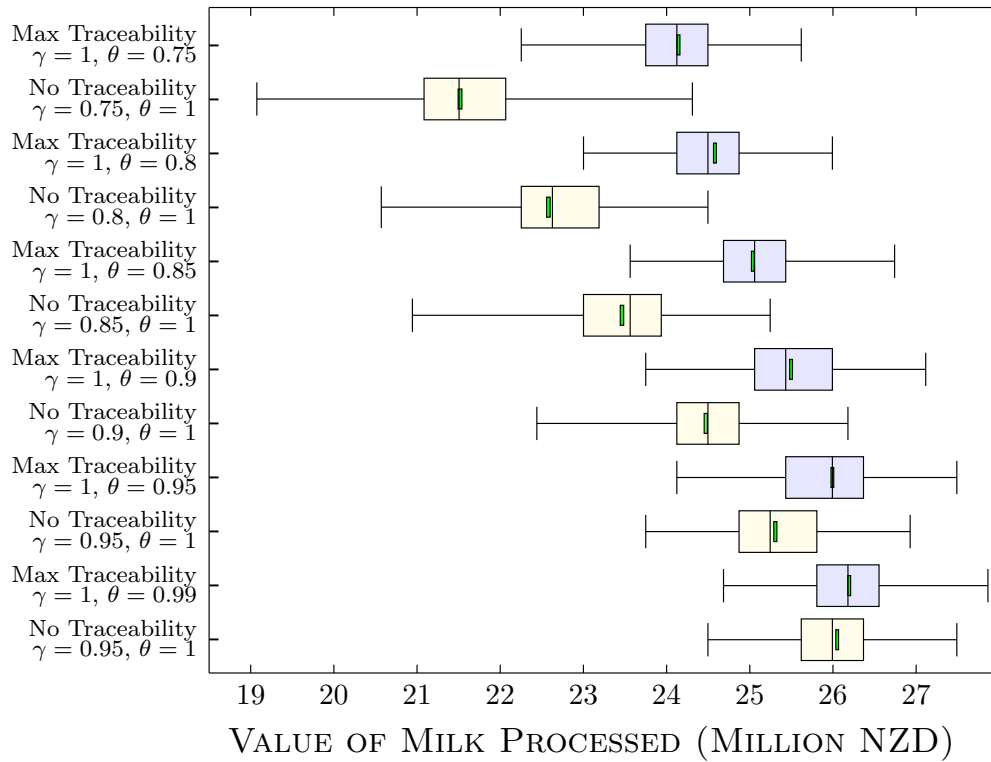 Max Traceability
γ = 1, θ = 0.75
No Traceability
γ = 0.75, θ = 1
Max Traceability
γ = 1, θ = 0.8
No Traceability
γ = 0.8, θ = 1
Max Traceability
γ = 1, θ = 0.85
No Traceability
γ = 0.85, θ = 1
Max Traceability
γ = 1, θ = 0.9
No Traceability
γ = 0.9, θ = 1
Max Traceability
γ = 1, θ = 0.95
No Traceability
γ = 0.95, θ = 1
Max Traceability
γ = 1, θ = 0.99
No Traceability
γ = 0.95, θ = 1
19 20 21 22 23 24 25 26 27
VALUE OF MILK PROCESSED (MILLION NZD)